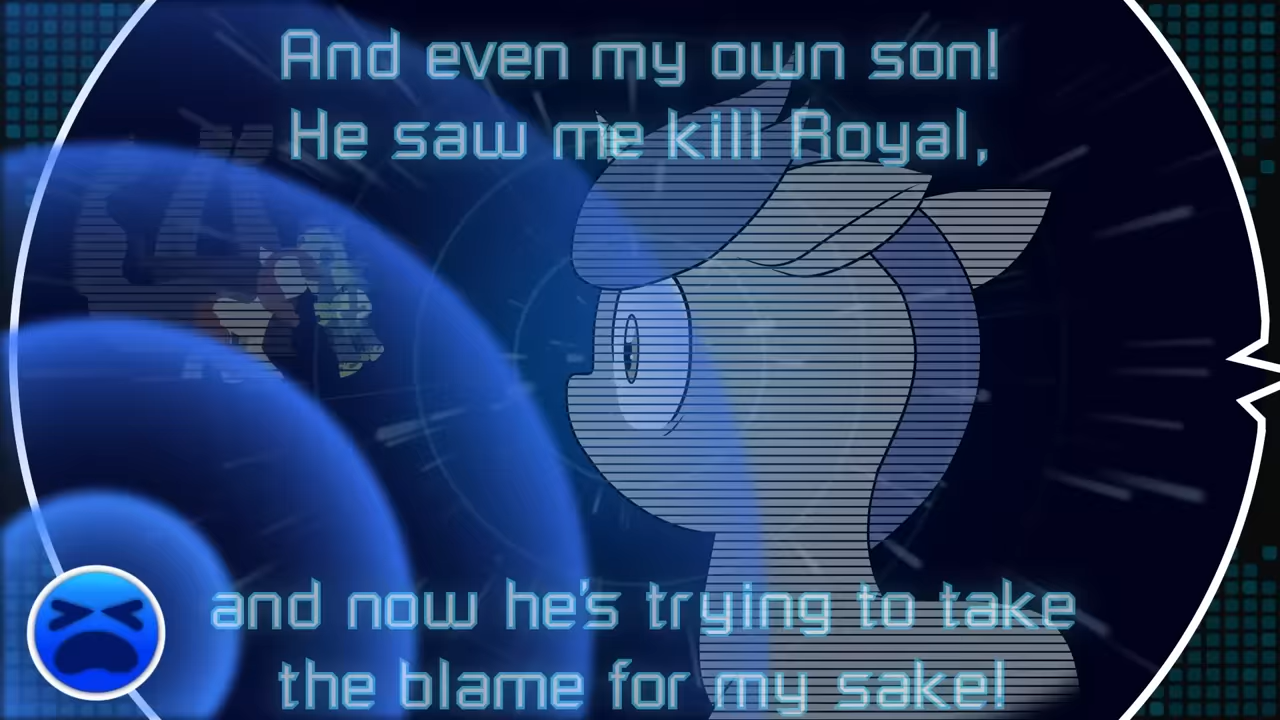 And even my own son!
He saw me kill Royal,
and now he's trying to take
the blame for my sake!